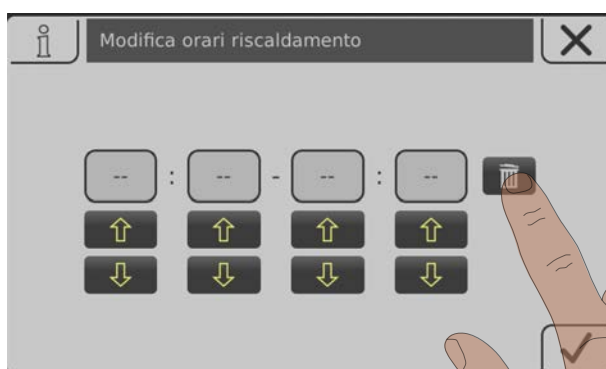 Modifica orari riscaldamento
-- : -- - -- : --